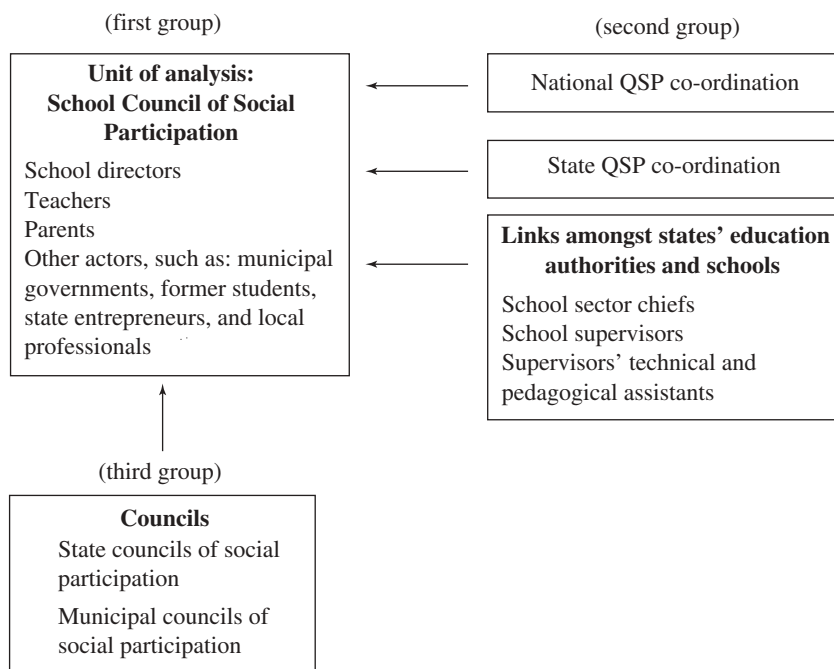 (first group)
Unit of analysis:
School Council of Social
Participation
School directors
Teachers
Parents
Other actors, such as: municipal
governments, former students,
state entrepreneurs, and local
professionals
(second group)
National QSP co-ordination
State QSP co-ordination
Links amongst states’ education
authorities and schools
School sector chiefs
School supervisors
Supervisors’ technical and
pedagogical assistants
(third group)
Councils
State councils of social
participation
Municipal councils of
social participation